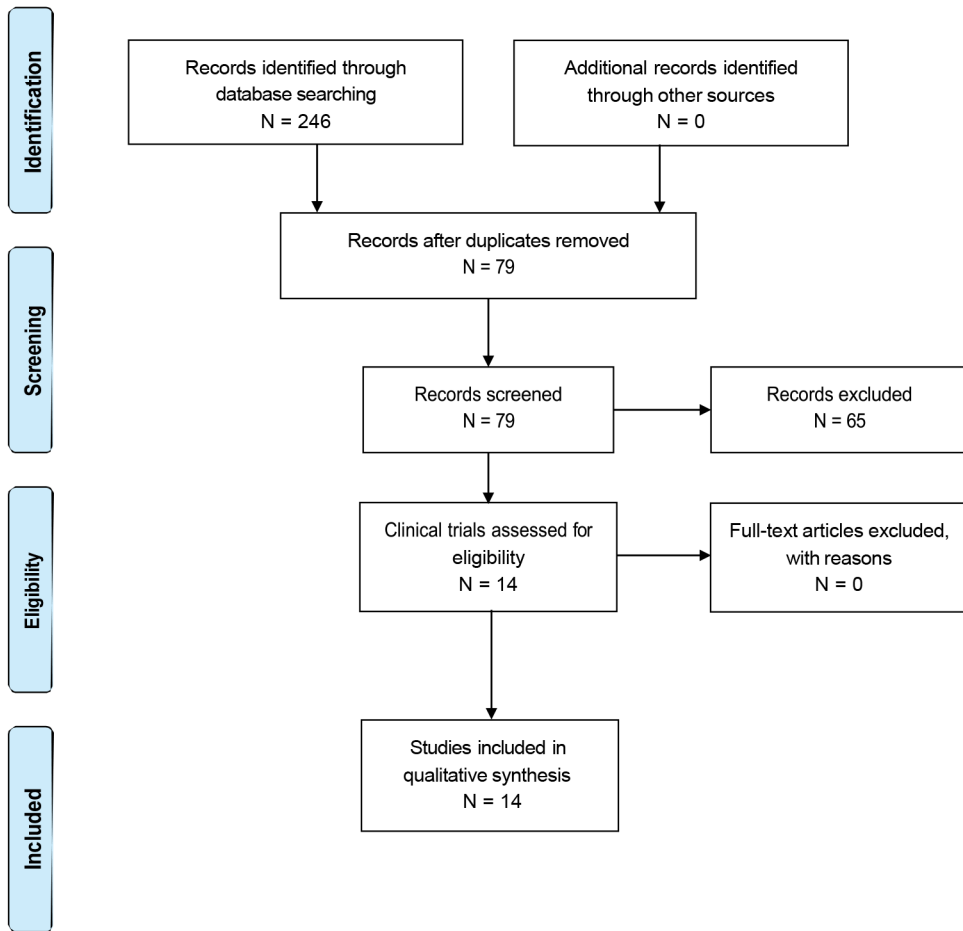 Identification
Records identified through
database searching
N = 246
Additional records identified
through other sources
N = 0
Records after duplicates removed
N = 79
Screening
Records screened
N = 79
Records excluded
N = 65
Eligibility
Clinical trials assessed for
eligibility
N = 14
Full-text articles excluded,
with reasons
N = 0
Included
Studies included in
qualitative synthesis
N = 14